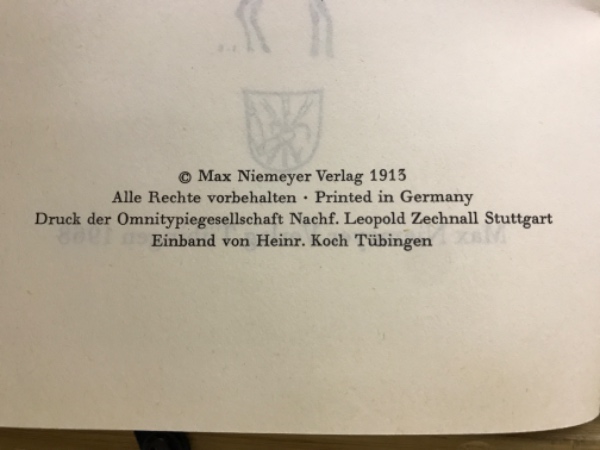 © Max Niemeyer Verlag 1913
Alle Rechte vorbehalten · Printed in Germany
Druck der Omnitypiegesellschaft Nachf. Leopold Zechnall Stuttgart
Einband von Heinr. Koch Tübingen